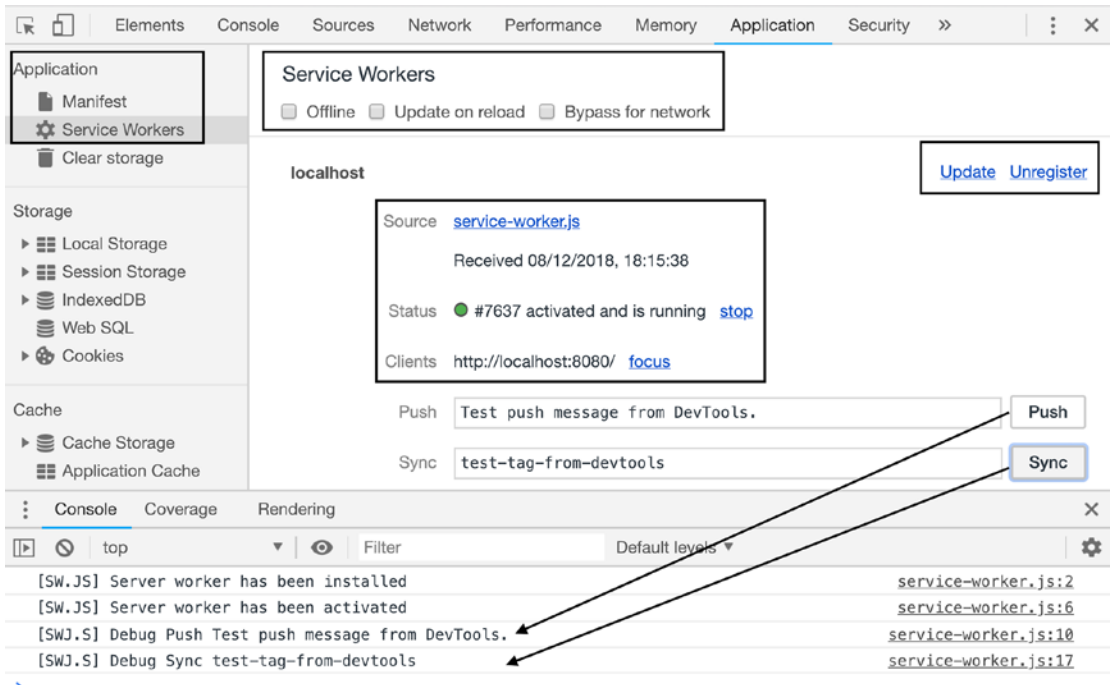 Elements Console Sources Network Performance Memory Application Security »
Application
Manifest
Service Workers
Clear storage
Storage
Local Storage
Session Storage
IndexedDB
Web SQL
Cookies
Cache
Cache Storage
Application Cache
Service Workers
Offline Update on reload Bypass for network
localhost Update Unregister
Source service-worker.js
Received 08/12/2018, 18:15:38
Status #7637 activated and is running stop
Clients http://localhost:8080/ focus
Push Test push message from DevTools. Push
Sync test-tag-from-devtools Sync
Console Coverage Rendering
top Filter Default levels
[SW.JS] Server worker has been installed service-worker.js:2
[SW.JS] Server worker has been activated service-worker.js:6
[SWJ.S] Debug Push Test push message from DevTools. service-worker.js:10
[SWJ.S] Debug Sync test-tag-from-devtools service-worker.js:17